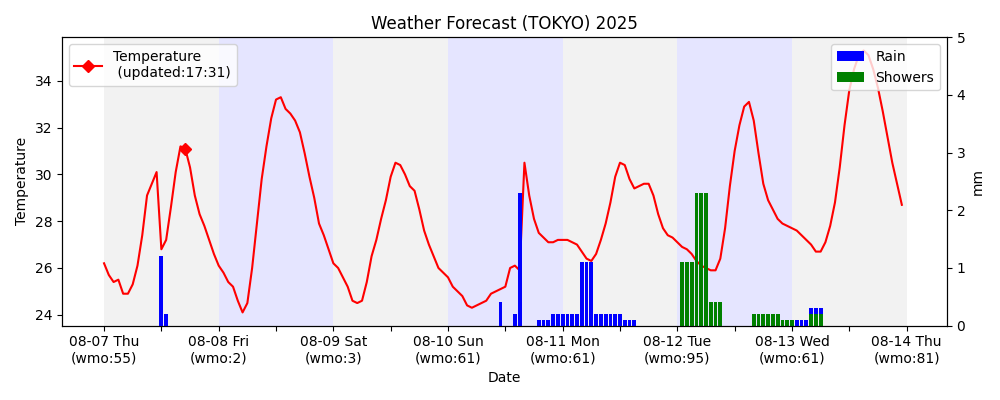 Weather Forecast (TOKYO) 2025
Temperature
(updated:17:31)
Rain
Showers
Temperature
34
32
30
28
26
24
5
4
3
2
1
0
mm
08-07 Thu
(wmo:55)
08-08 Fri
(wmo:2)
08-09 Sat
(wmo:3)
08-10 Sun
(wmo:61)
08-11 Mon
(wmo:61)
08-12 Tue
(wmo:95)
08-13 Wed
(wmo:61)
08-14 Thu
(wmo:81)
Date